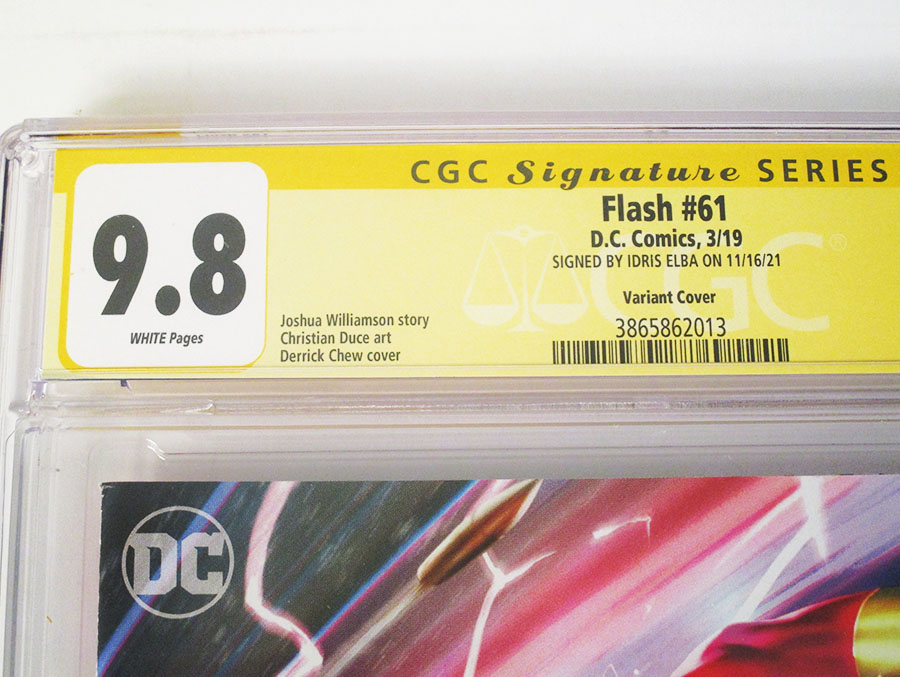 CGC Signature SERIES
Flash #61
D.C. Comics, 3/19
SIGNED BY IDRIS ELBA ON 11/16/21
Variant Cover
3865862013
9.8
WHITE Pages
Joshua Williamson story
Christian Duce art
Derrick Chew cover
CGC
DC